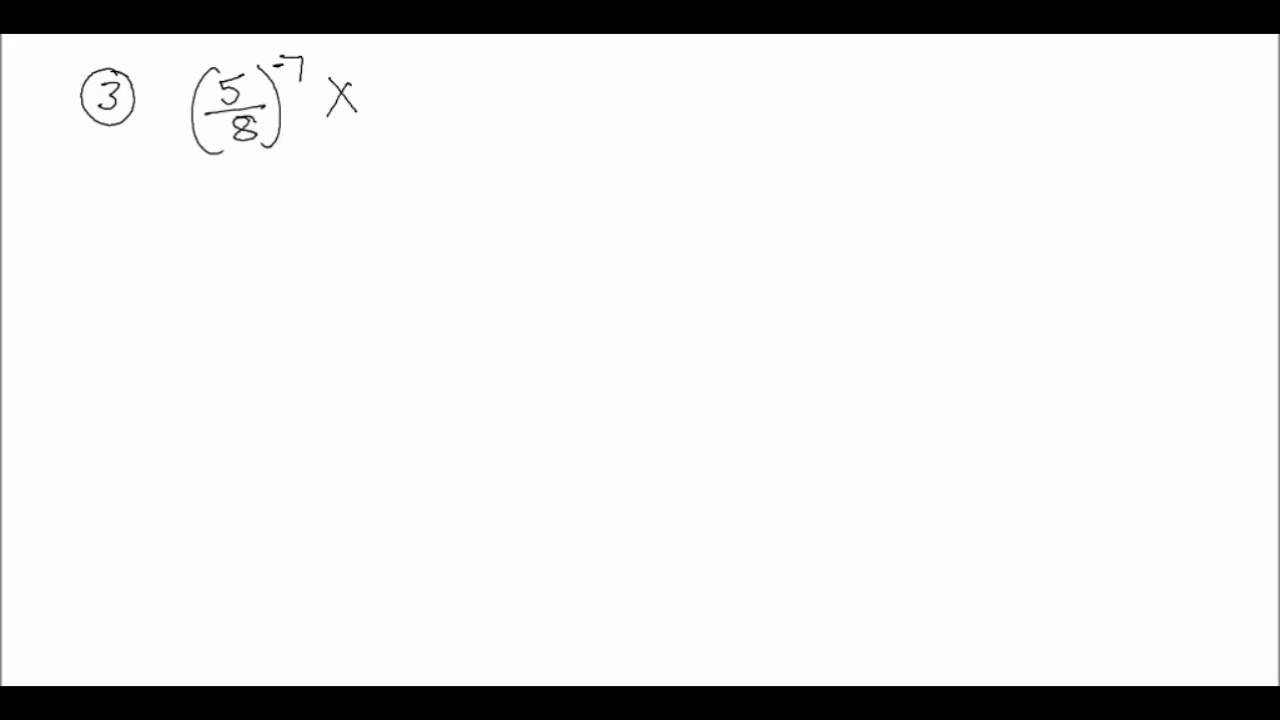 ③ (5/8)⁻⁷ ×